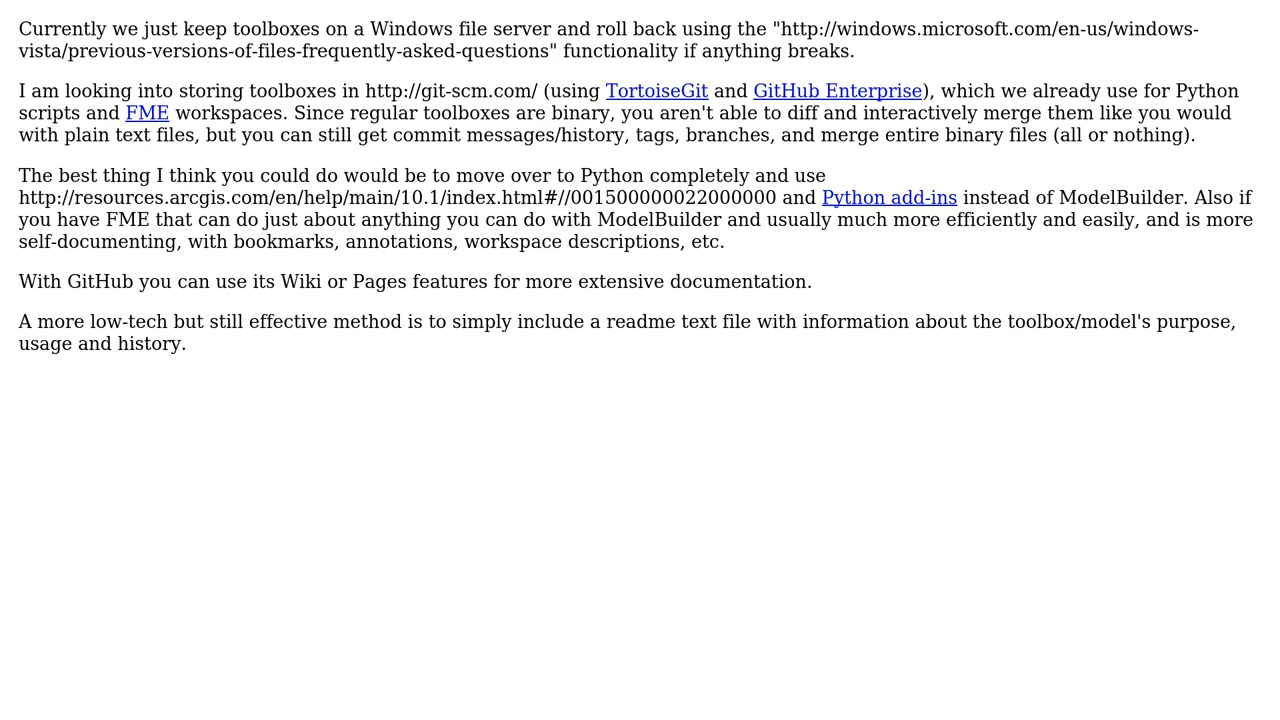 Currently we just keep toolboxes on a Windows file server and roll back using the "http://windows.microsoft.com/en-us/windows-
vista/previous-versions-of-files-frequently-asked-questions" functionality if anything breaks.
I am looking into storing toolboxes in http://git-scm.com/ (using TortoiseGit and GitHub Enterprise), which we already use for Python
scripts and FME workspaces. Since regular toolboxes are binary, you aren't able to diff and interactively merge them like you would
with plain text files, but you can still get commit messages/history, tags, branches, and merge entire binary files (all or nothing).
The best thing I think you could do would be to move over to Python completely and use
http://resources.arcgis.com/en/help/main/10.1/index.html#//001500000022000000 and Python add-ins instead of ModelBuilder. Also if
you have FME that can do just about anything you can do with ModelBuilder and usually much more efficiently and easily, and is more
self-documenting, with bookmarks, annotations, workspace descriptions, etc.
With GitHub you can use its Wiki or Pages features for more extensive documentation.
A more low-tech but still effective method is to simply include a readme text file with information about the toolbox/model's purpose,
usage and history.